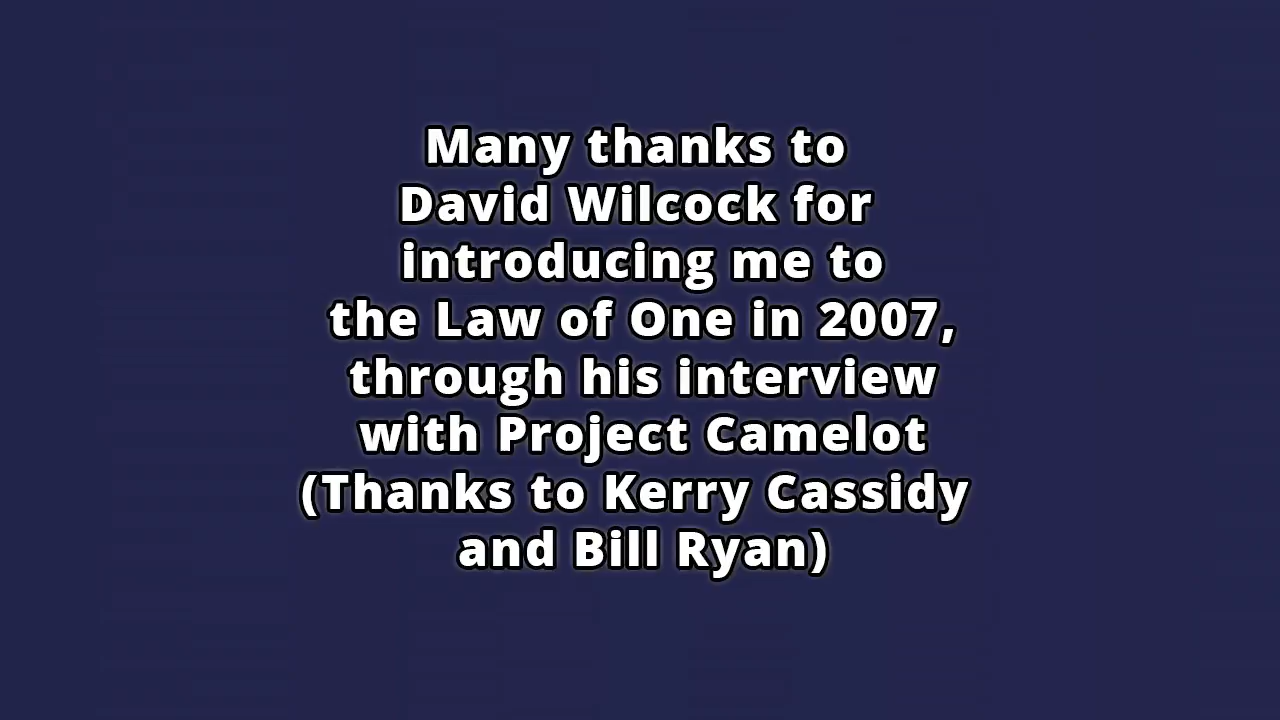 Many thanks to
David Wilcock for
introducing me to
the Law of One in 2007,
through his interview
with Project Camelot
(Thanks to Kerry Cassidy
and Bill Ryan)